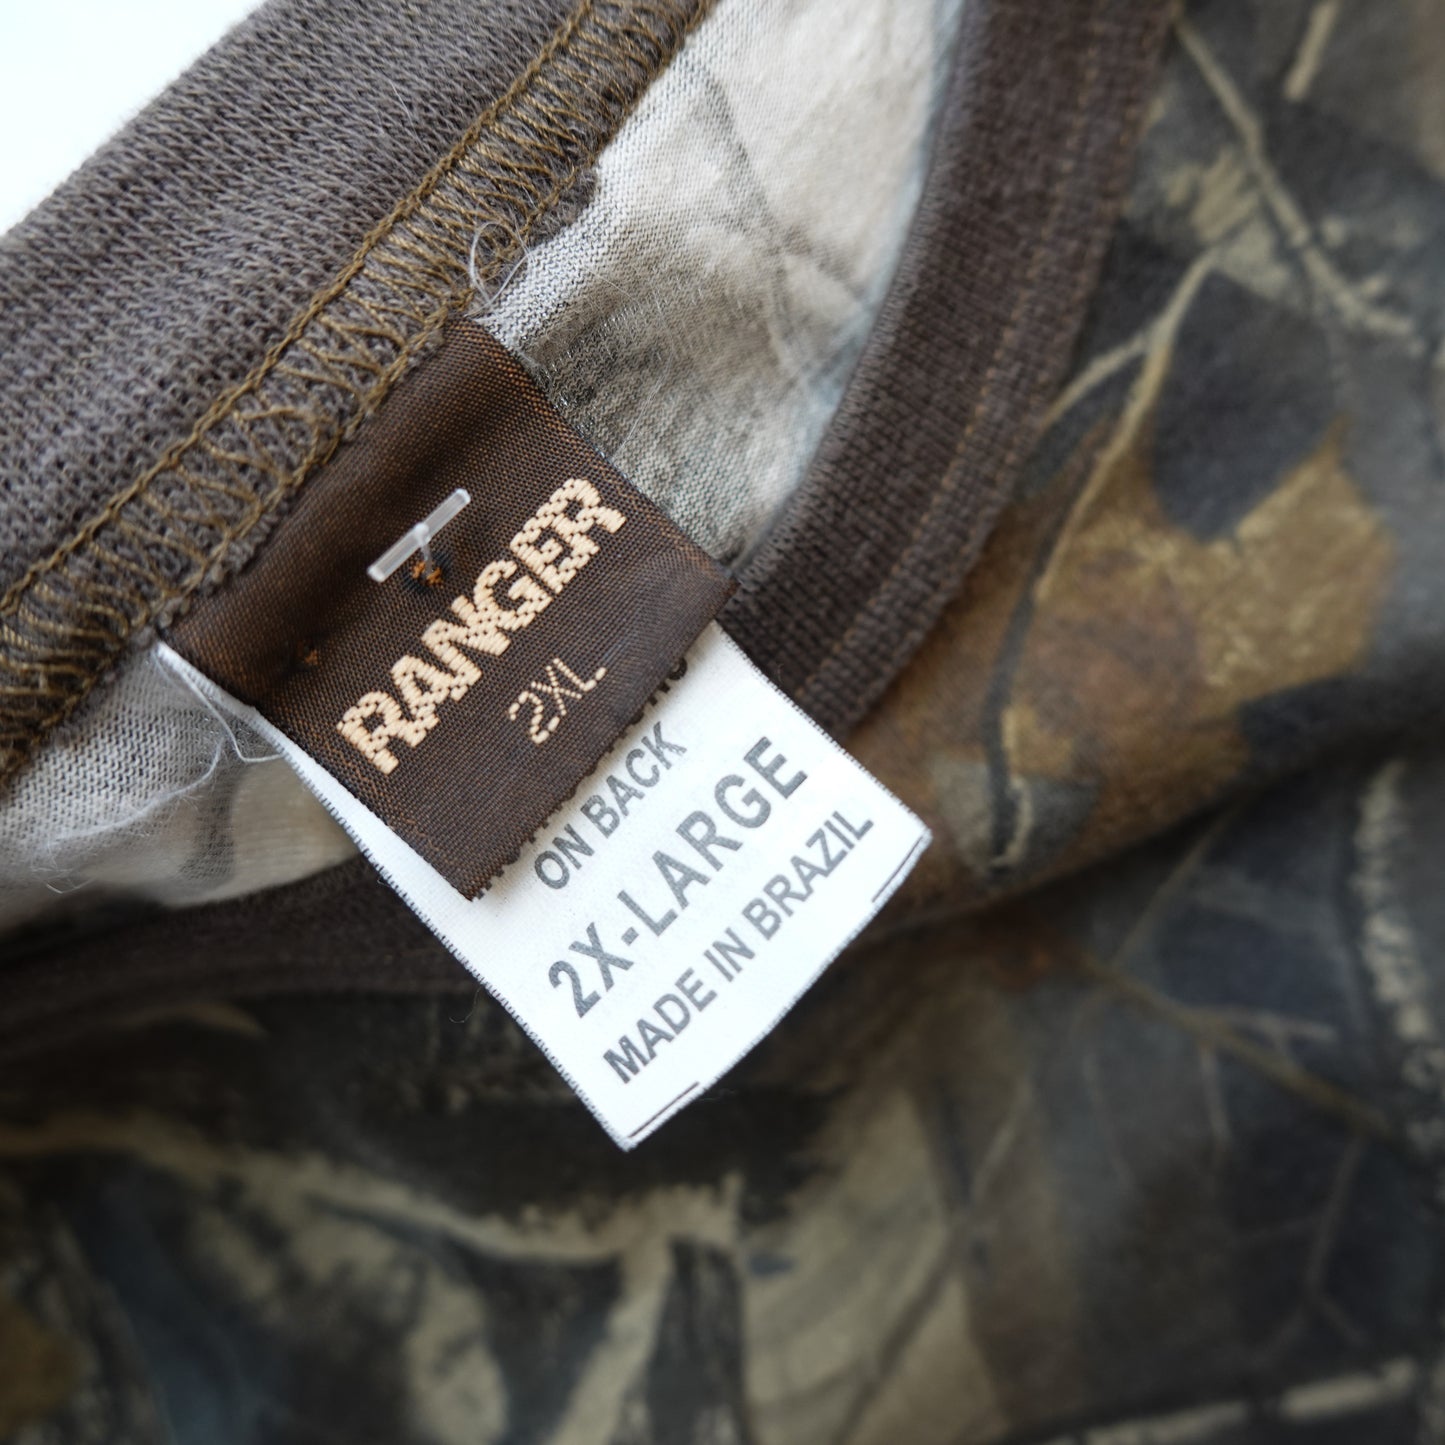 RANGER
2XL
ON BACK
2X-LARGE
MADE IN BRAZIL